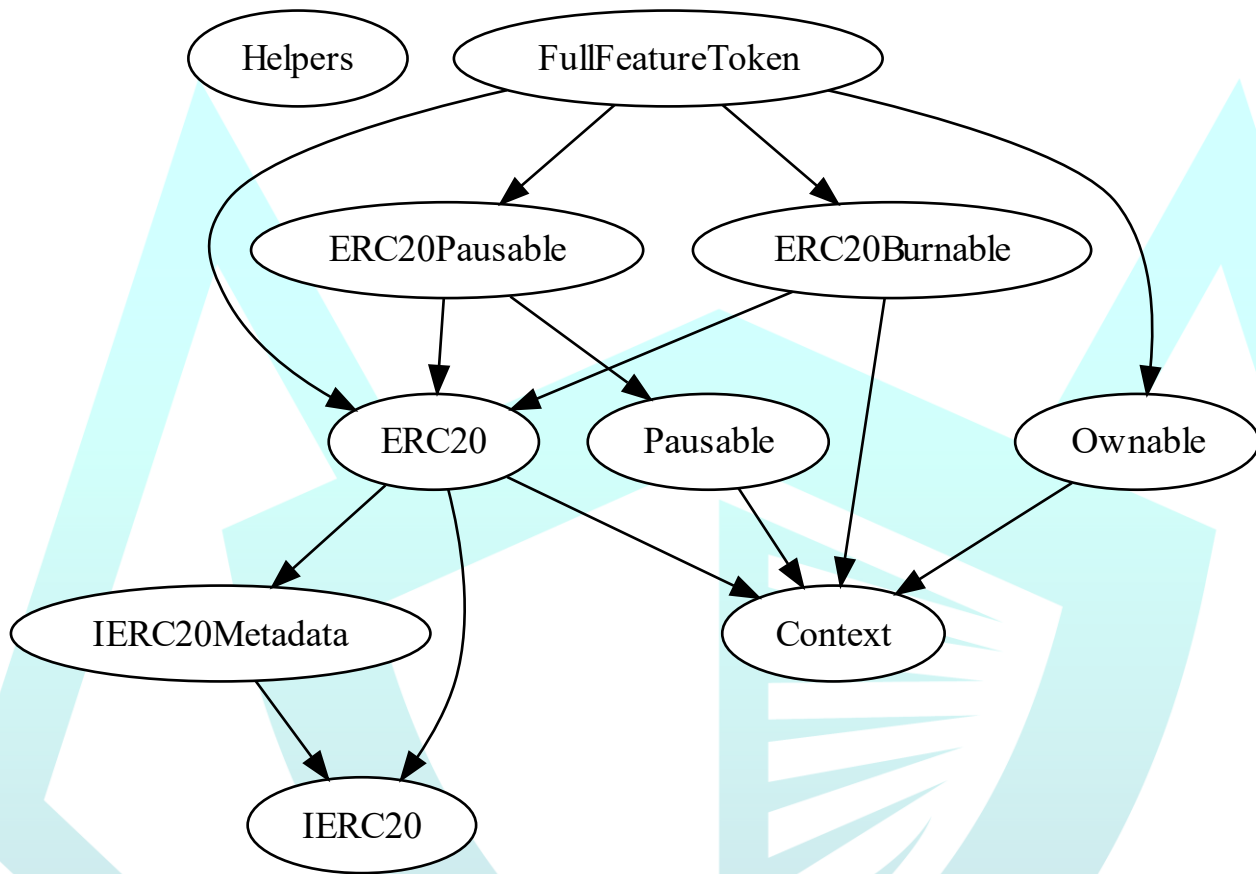 Helpers
FullFeatureToken
ERC20Pausable
ERC20Burnable
ERC20
Pausable
Ownable
IERC20Metadata
Context
IERC20